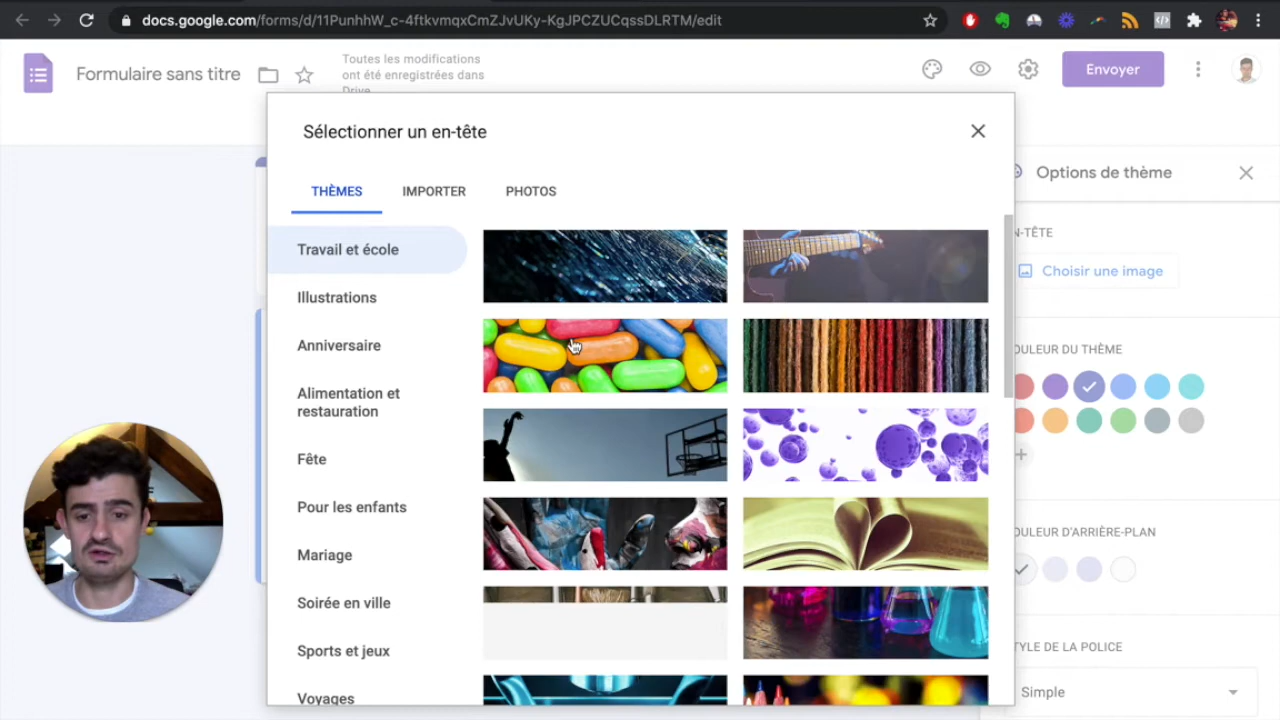 docs.google.com/forms/d/11PunhhW_c-4ftkvmqxCmZJvUKy-KgJPCZUCqssDLRTM/edit
Formulaire sans titre
Toutes les modifications
ont été enregistrées dans
Drive
Envoyer
Sélectionner un en-tête
THÈMES
IMPORTER
PHOTOS
Travail et école
Illustrations
Anniversaire
Alimentation et
restauration
Fête
Pour les enfants
Mariage
Soirée en ville
Sports et jeux
Voyages
Options de thème
N-TÊTE
Choisir une image
OULEUR DU THÈME
OULEUR D'ARRIÈRE-PLAN
TYLE DE LA POLICE
Simple